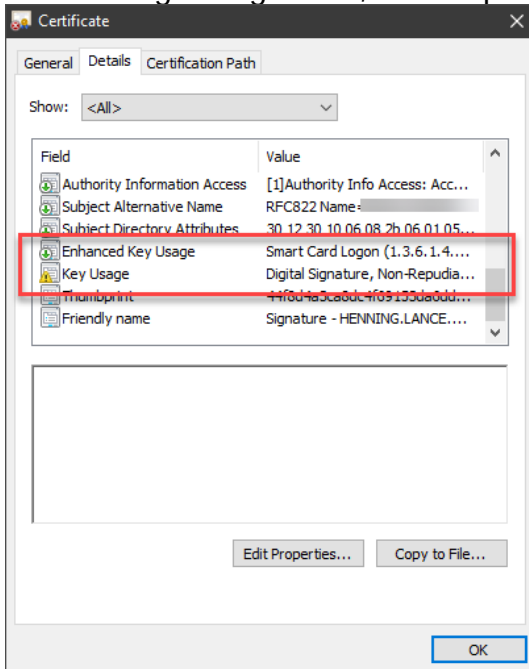 Certificate
General Details Certification Path
Show: <All>
Field Value
Authority Information Access [1]Authority Info Access: Acc...
Subject Alternative Name RFC822 Name=
Subject Directory Attributes 30 12 30 10 06 08 2b 06 01 05...
Enhanced Key Usage Smart Card Logon (1.3.6.1.4....
Key Usage Digital Signature, Non-Repudia...
Thumbprint
Friendly name Signature - HENNING.LANCE....
Edit Properties... Copy to File...
OK